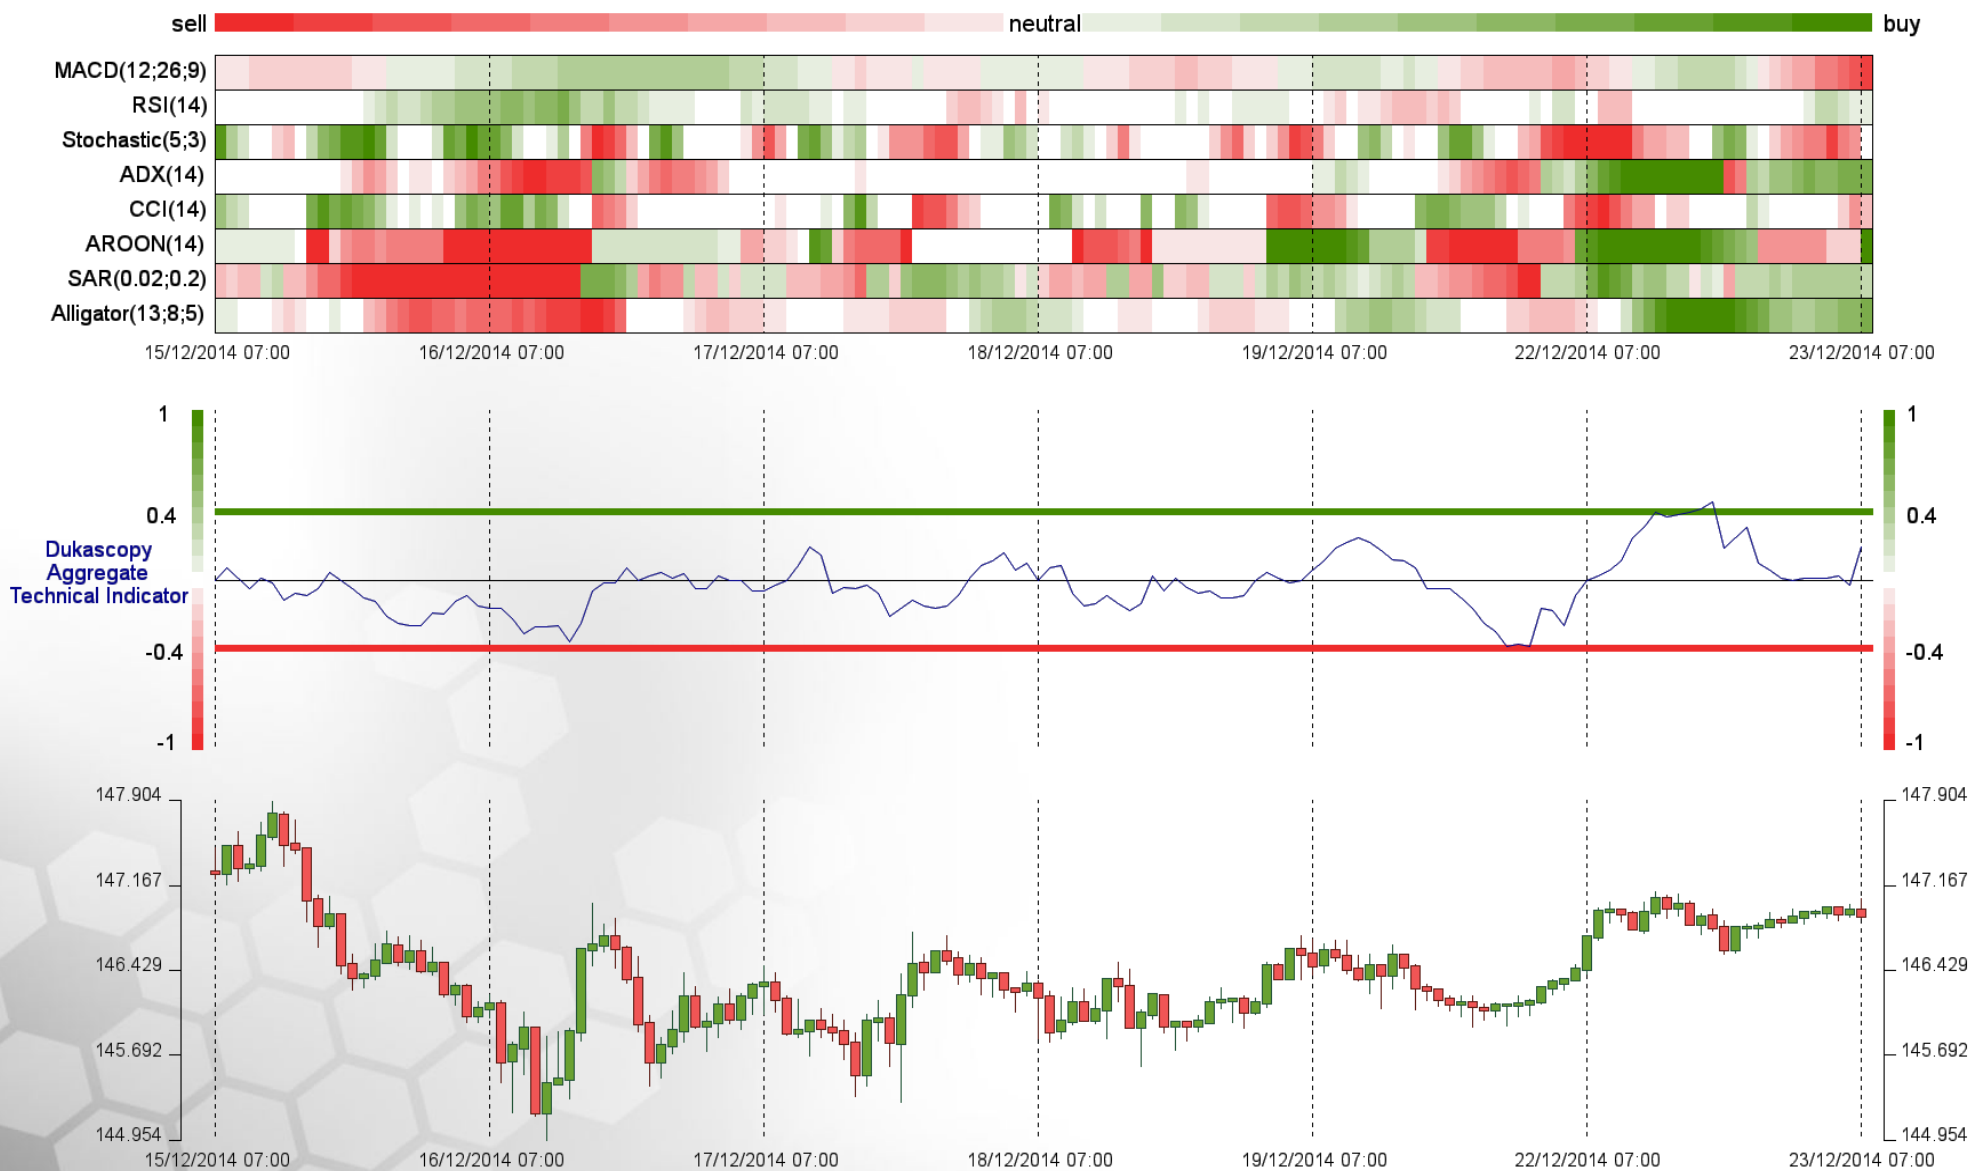 sell neutral buy
MACD(12;26;9)
RSI(14)
Stochastic(5;3)
ADX(14)
CCI(14)
AROON(14)
SAR(0.02;0.2)
Alligator(13;8;5)
15/12/2014 07:00 16/12/2014 07:00 17/12/2014 07:00 18/12/2014 07:00 19/12/2014 07:00 22/12/2014 07:00 23/12/2014 07:00
1 1
0.4 0.4
Dukascopy
Aggregate
Technical Indicator
-0.4 -0.4
-1 -1
147.904 147.904
147.167 147.167
146.429 146.429
145.692 145.692
144.954 144.954
15/12/2014 07:00 16/12/2014 07:00 17/12/2014 07:00 18/12/2014 07:00 19/12/2014 07:00 22/12/2014 07:00 23/12/2014 07:00